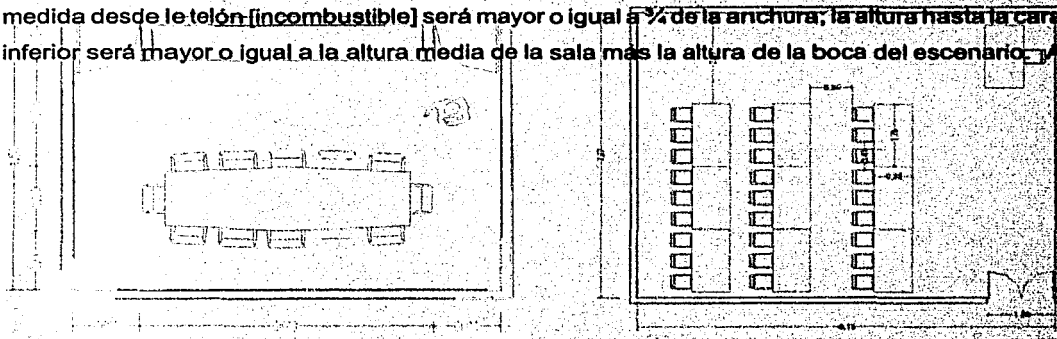 medida desde le telón [incombustible] será mayor o igual a ¾ de la anchura; la altura hasta la cara
inferior será mayor o igual a la altura media de la sala más la altura de la boca del escenario.